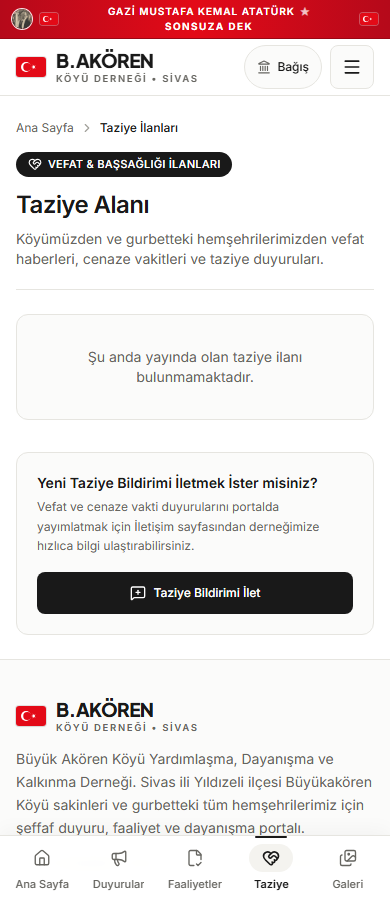 GAZİ MUSTAFA KEMAL ATATÜRK ★
SONSUZA DEK
B.AKÖREN
KÖYÜ DERNEĞİ • SİVAS
Bağış
Ana Sayfa > Taziye İlanları
VEFAT & BAŞSAĞLIĞI İLANLARI
Taziye Alanı
Köyümüzden ve gurbetteki hemşehrilerimizden vefat
haberleri, cenaze vakitleri ve taziye duyuruları.
Şu anda yayında olan taziye ilanı
bulunmamaktadır.
Yeni Taziye Bildirimi İletmek İster misiniz?
Vefat ve cenaze vakti duyurularını portalda
yayımlatmak için İletişim sayfasından derneğimize
hızlıca bilgi ulaştırabilirsiniz.
Taziye Bildirimi İlet
B.AKÖREN
KÖYÜ DERNEĞİ • SİVAS
Büyük Akören Köyü Yardımlaşma, Dayanışma ve
Kalkınma Derneği. Sivas ili Yıldızeli ilçesi Büyükakören
Köyü sakinleri ve gurbetteki tüm hemşehrilerimiz için
şeffaf duyuru, faaliyet ve dayanışma portalı.
Ana Sayfa
Duyurular
Faaliyetler
Taziye
Galeri